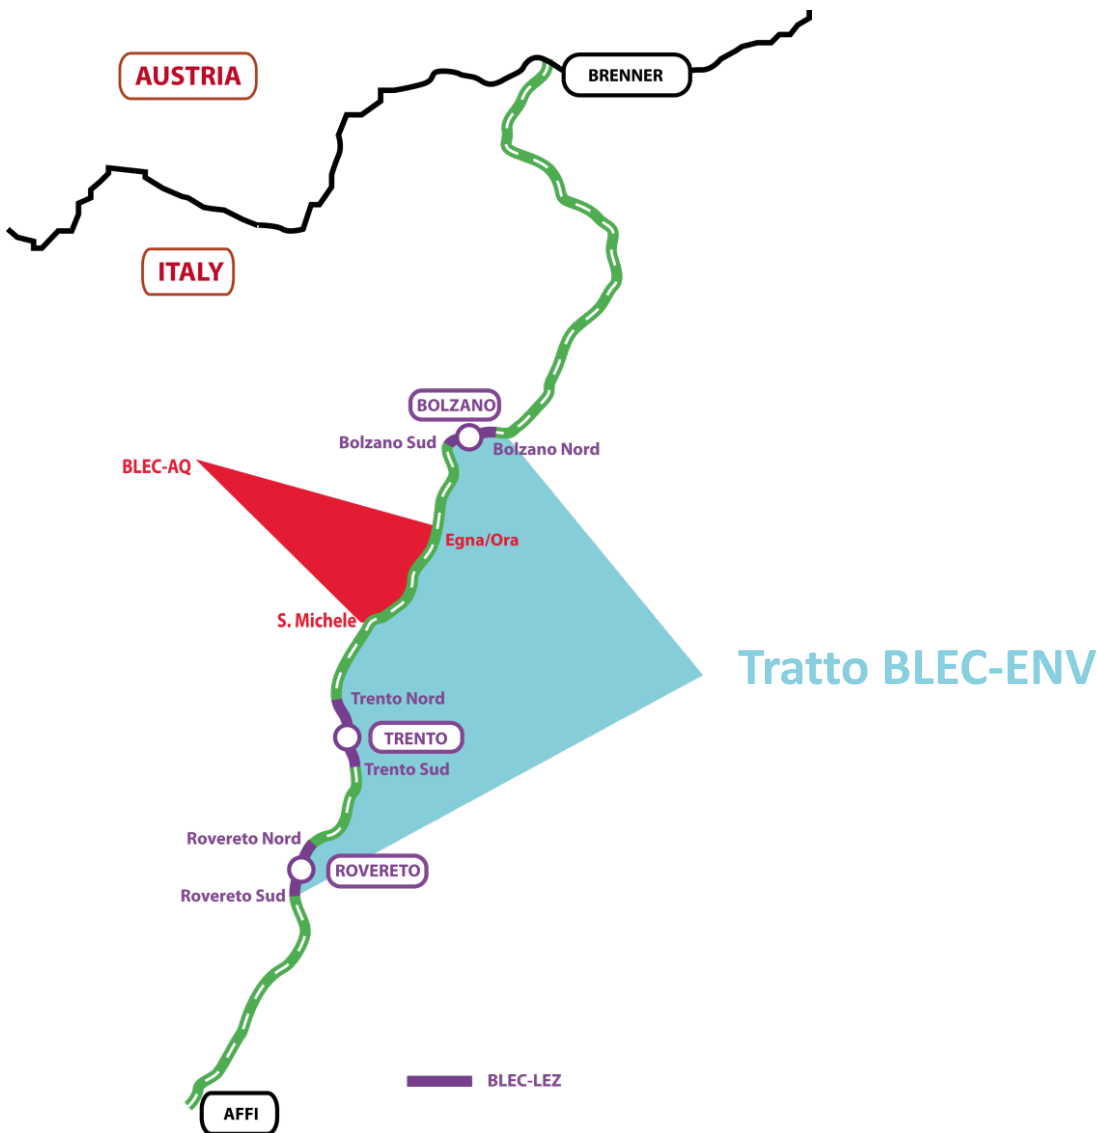 AUSTRIA
BRENNER
ITALY
BOLZANO
Bolzano Sud
Bolzano Nord
BLEC-AQ
Egna/Ora
S. Michele
Tratto BLEC-ENV
Trento Nord
TRENTO
Trento Sud
Rovereto Nord
ROVERETO
Rovereto Sud
BLEC-LEZ
AFFI